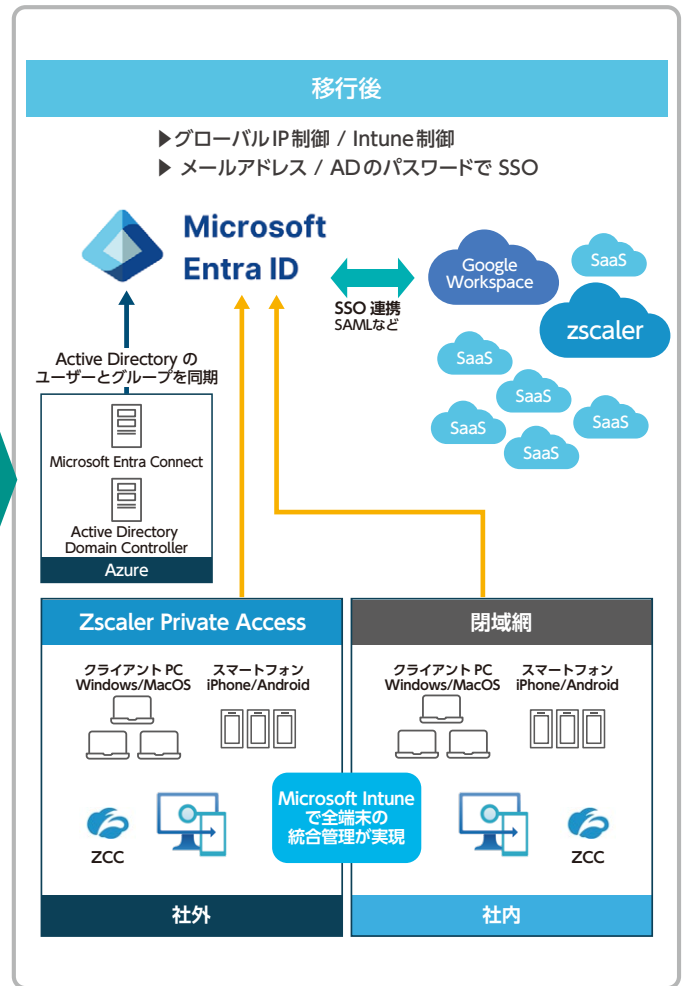 移行後
▶グローバルIP制御 / Intune制御
▶ メールアドレス / ADのパスワードで SSO
Microsoft
Entra ID
SSO 連携
SAMLなど
Google
Workspace
SaaS
zscaler
SaaS
SaaS
SaaS
SaaS
SaaS
Active Directory の
ユーザーとグループを同期
Microsoft Entra Connect
Active Directory
Domain Controller
Azure
Zscaler Private Access
クライアント PC
Windows/MacOS
スマートフォン
iPhone/Android
ZCC
社外
閉域網
クライアント PC
Windows/MacOS
スマートフォン
iPhone/Android
ZCC
社内
Microsoft Intune
で全端末の
統合管理が実現